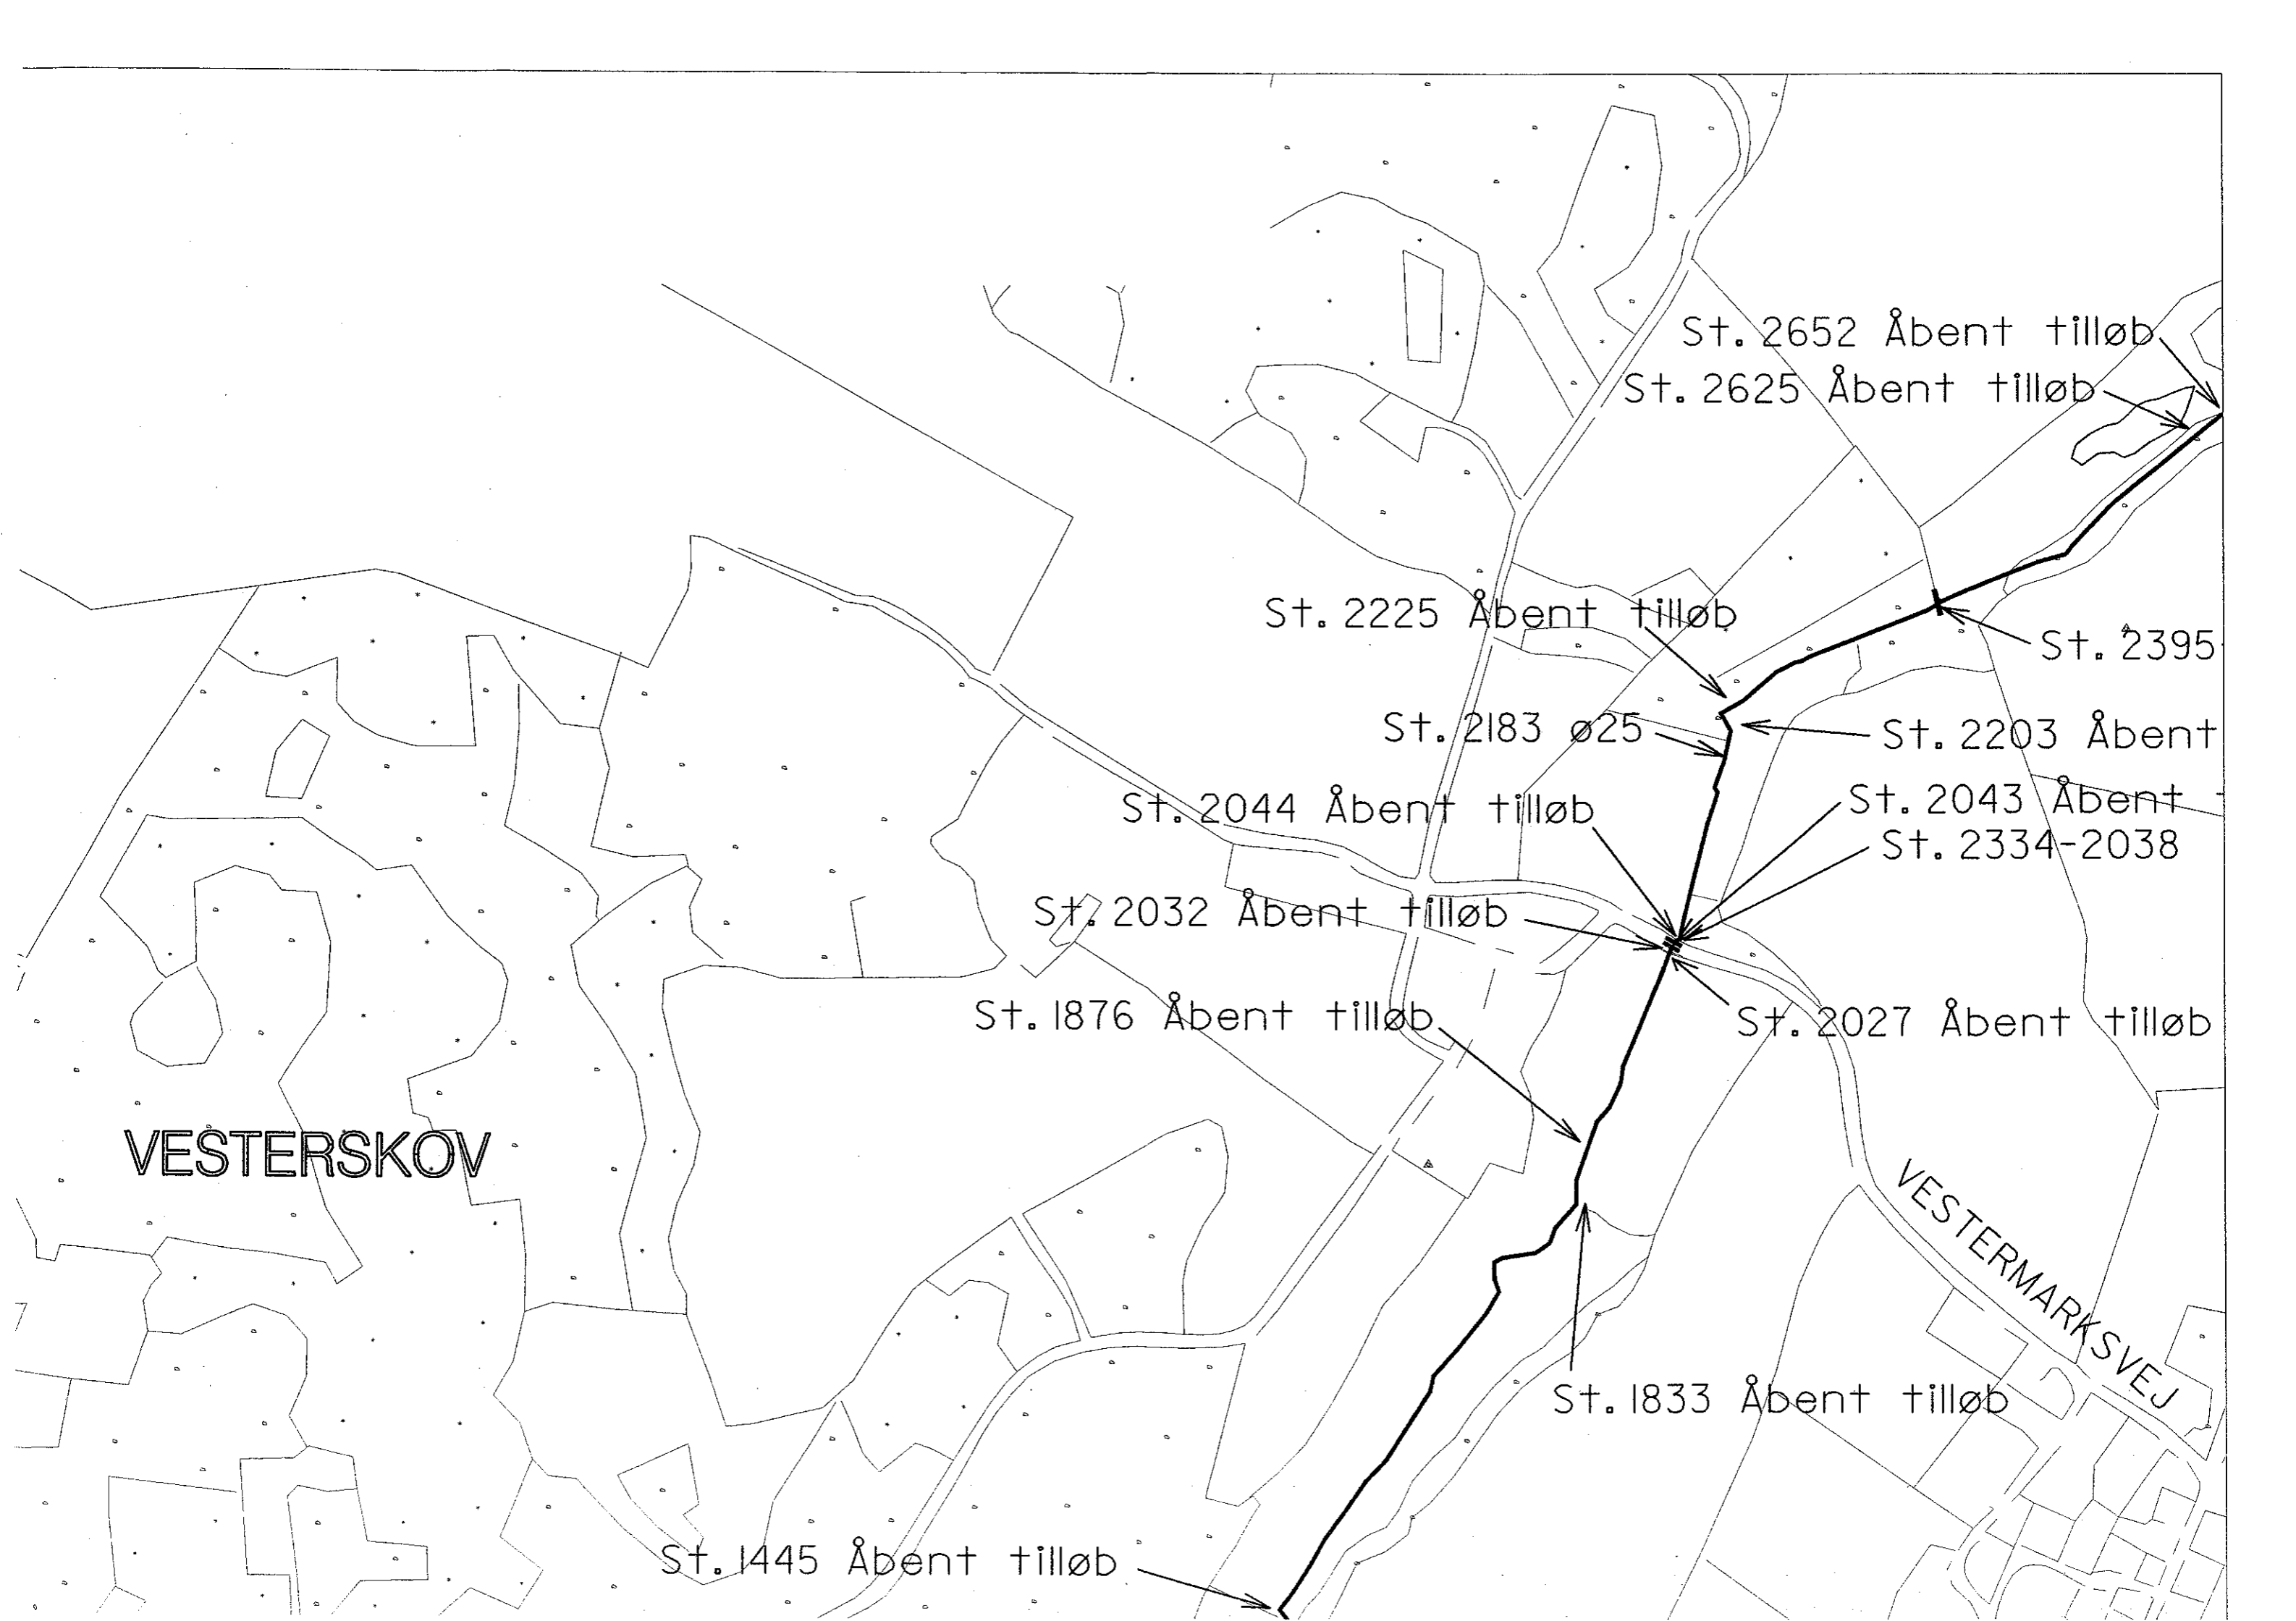 St. 2652 Åbent tilløb
St. 2625 Åbent tilløb
St. 2225 Åbent tilløb
St. 2395
St. 2183 ø25
St. 2203 Åbent
St. 2044 Åbent tilløb
St. 2043 Åbent
St. 2334-2038
St. 2032 Åbent tilløb
St. 1876 Åbent tilløb
St. 2027 Åbent tilløb
VESTERSKOV
VESTERMARKSVEJ
St. 1833 Åbent tilløb
St. 1445 Åbent tilløb